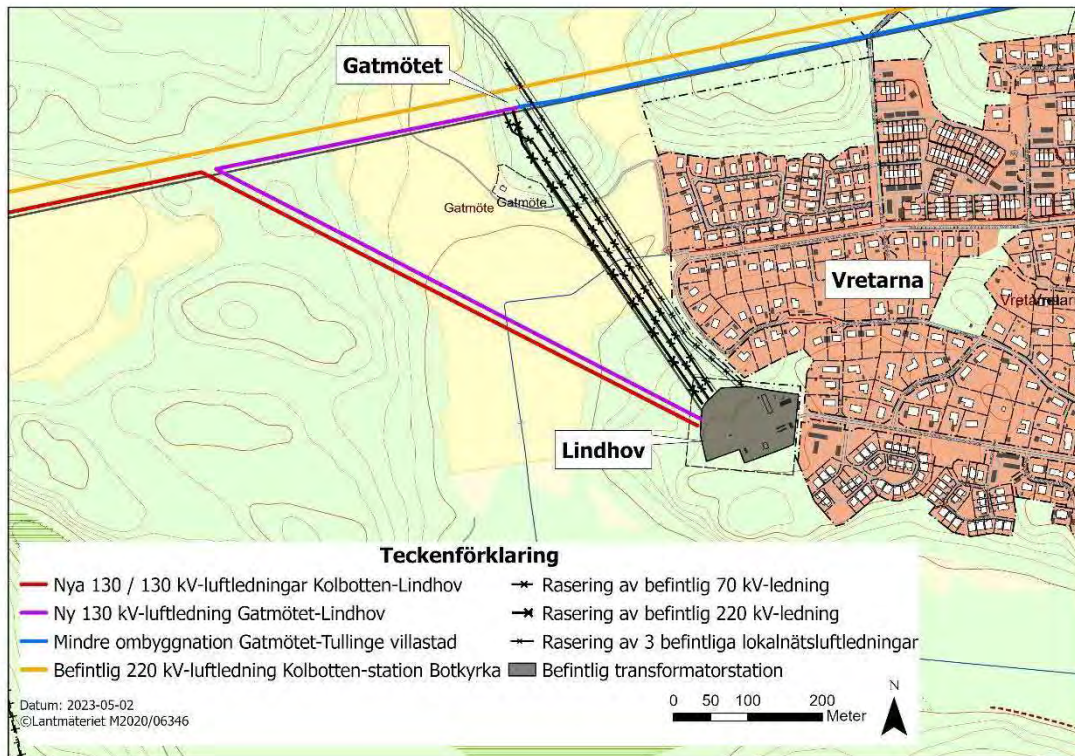 Gatmötet
Gatmöte
Gatmöte
Vretarna
Lindhov
Teckenförklaring
Nya 130 / 130 kV-luftledningar Kolbotten-Lindhov
Ny 130 kV-luftledning Gatmötet-Lindhov
Mindre ombyggnation Gatmötet-Tullinge villastad
Befintlig 220 kV-luftledning Kolbotten-station Botkyrka
Rasering av befintlig 70 kV-ledning
Rasering av befintlig 220 kV-ledning
Rasering av 3 befintliga lokalnätsluftledningar
Befintlig transformatorstation
Datum: 2023-05-02
©Lantmäteriet M2020/06346
0 50 100 200
Meter
N